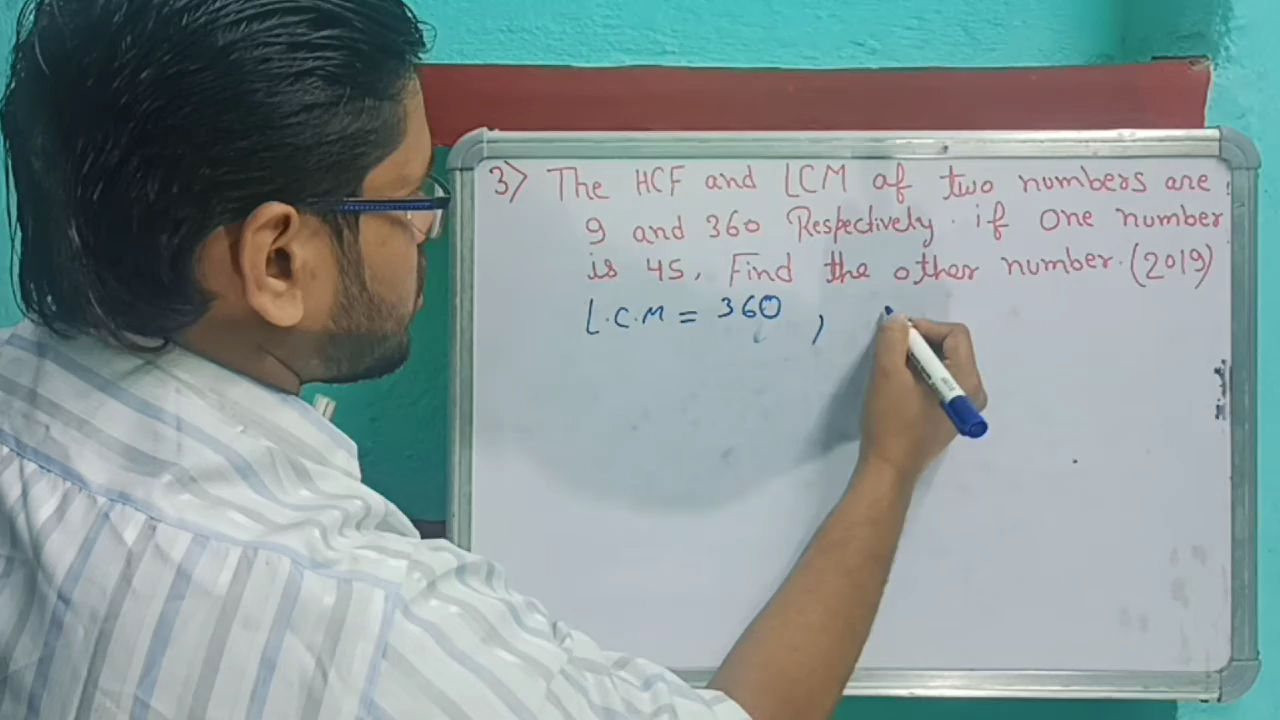 3) The HCF and LCM of two numbers are
9 and 360 Respectively. if one number
is 45. Find the other number. (2019)
L.C.M = 360 ,